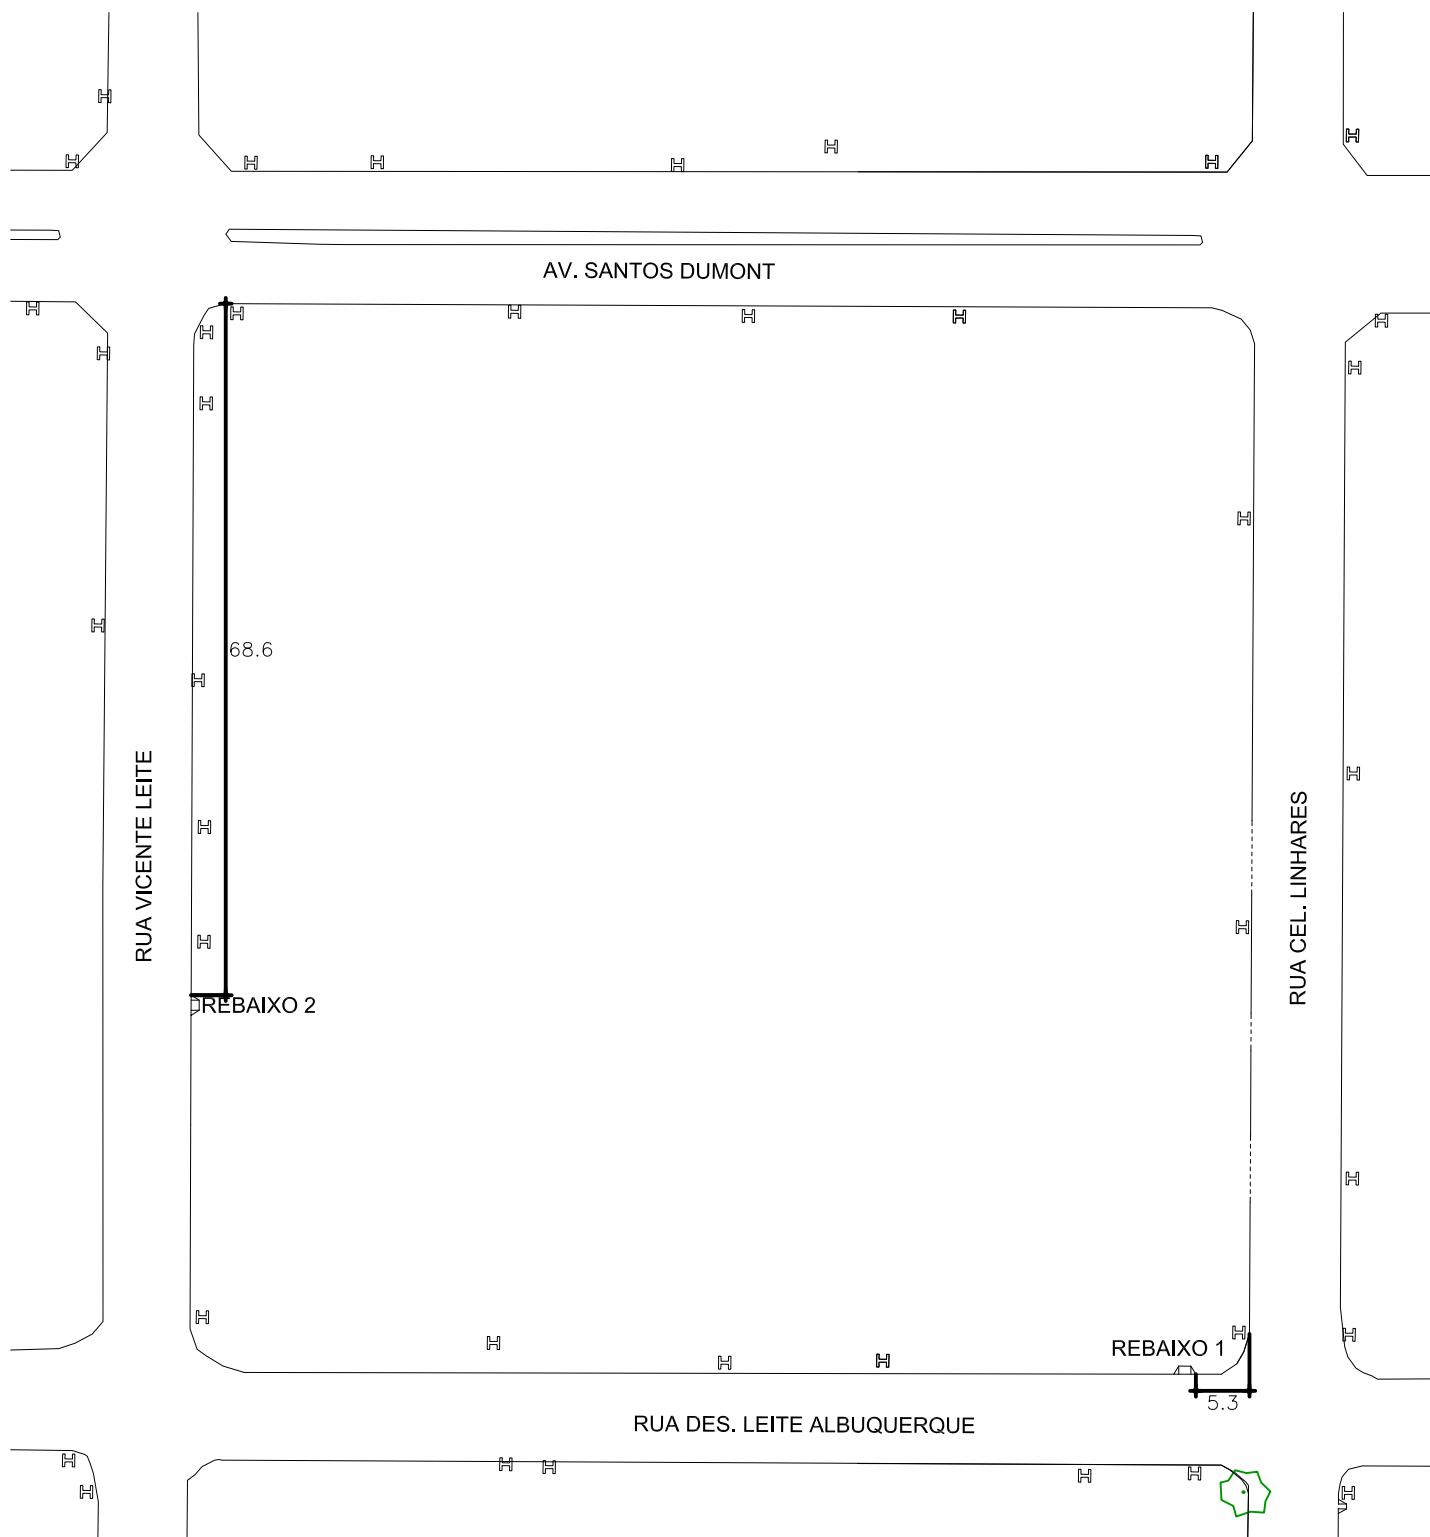 AV. SANTOS DUMONT
68.6
RUA VICENTE LEITE
RUA CEL. LINHARES
REBAIXO 2
REBAIXO 1
5.3
RUA DES. LEITE ALBUQUERQUE